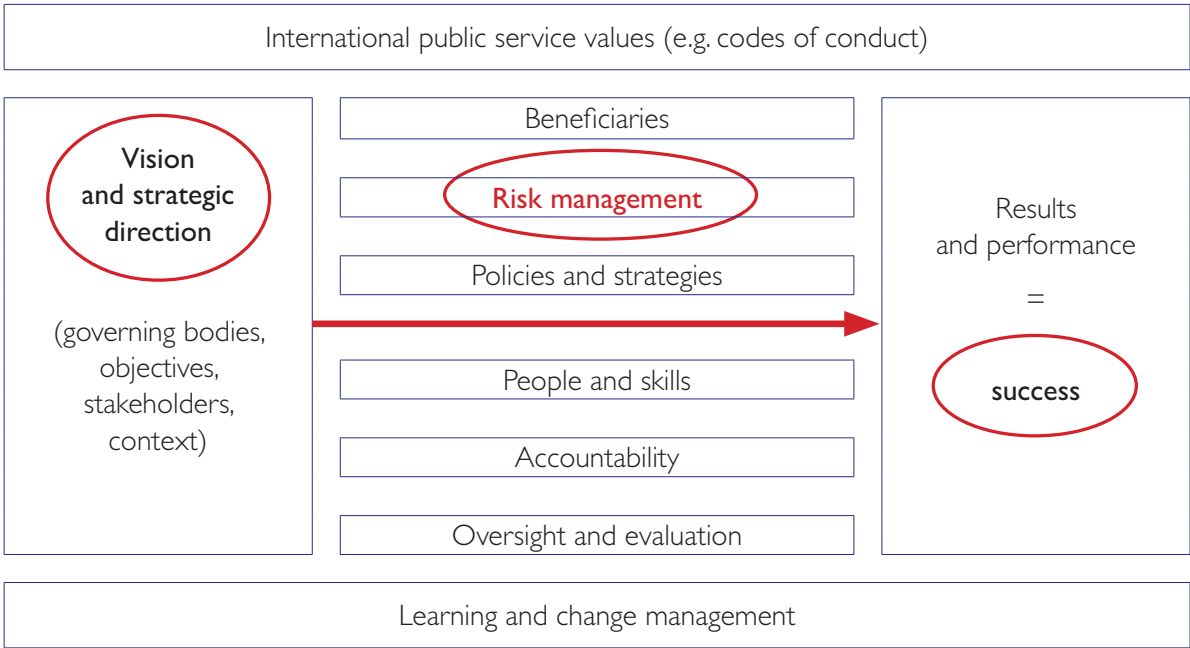 International public service values (e.g. codes of conduct)
Vision
and strategic
direction
(governing bodies,
objectives,
stakeholders,
context)
Beneficiaries
Risk management
Policies and strategies
People and skills
Accountability
Oversight and evaluation
Results
and performance
=
success
Learning and change management